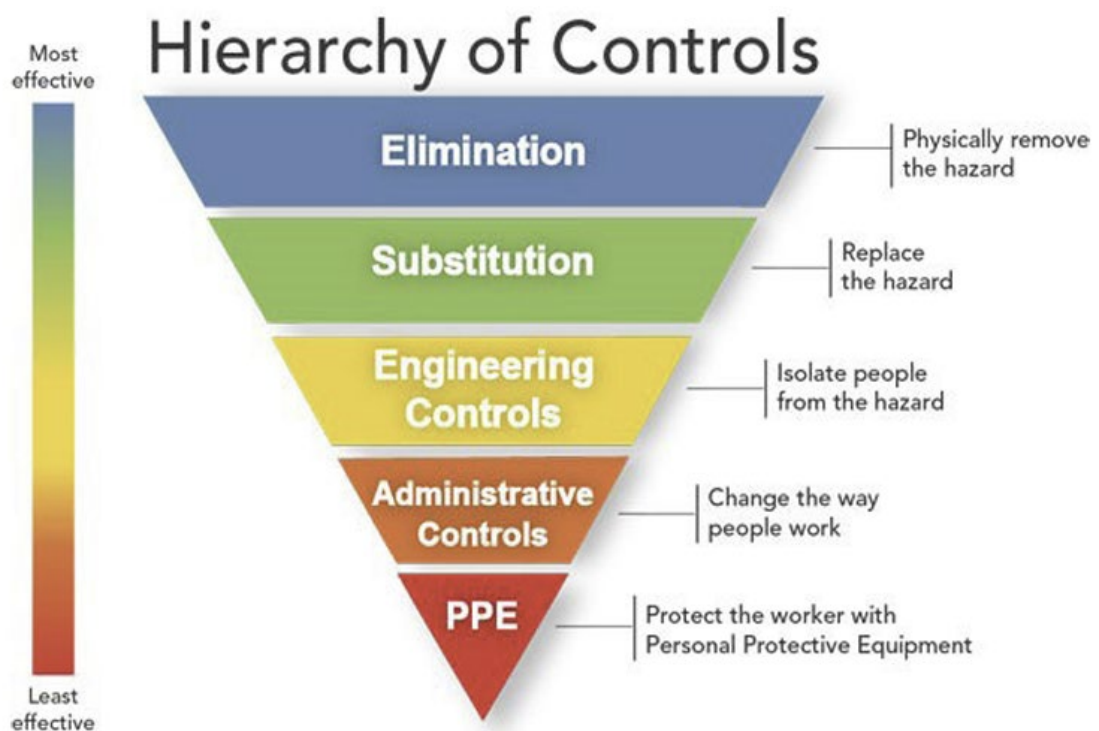 Hierarchy of Controls
Most
effective
Elimination
Physically remove
the hazard
Substitution
Replace
the hazard
Engineering
Controls
Isolate people
from the hazard
Administrative
Controls
Change the way
people work
PPE
Protect the worker with
Personal Protective Equipment
Least
effective